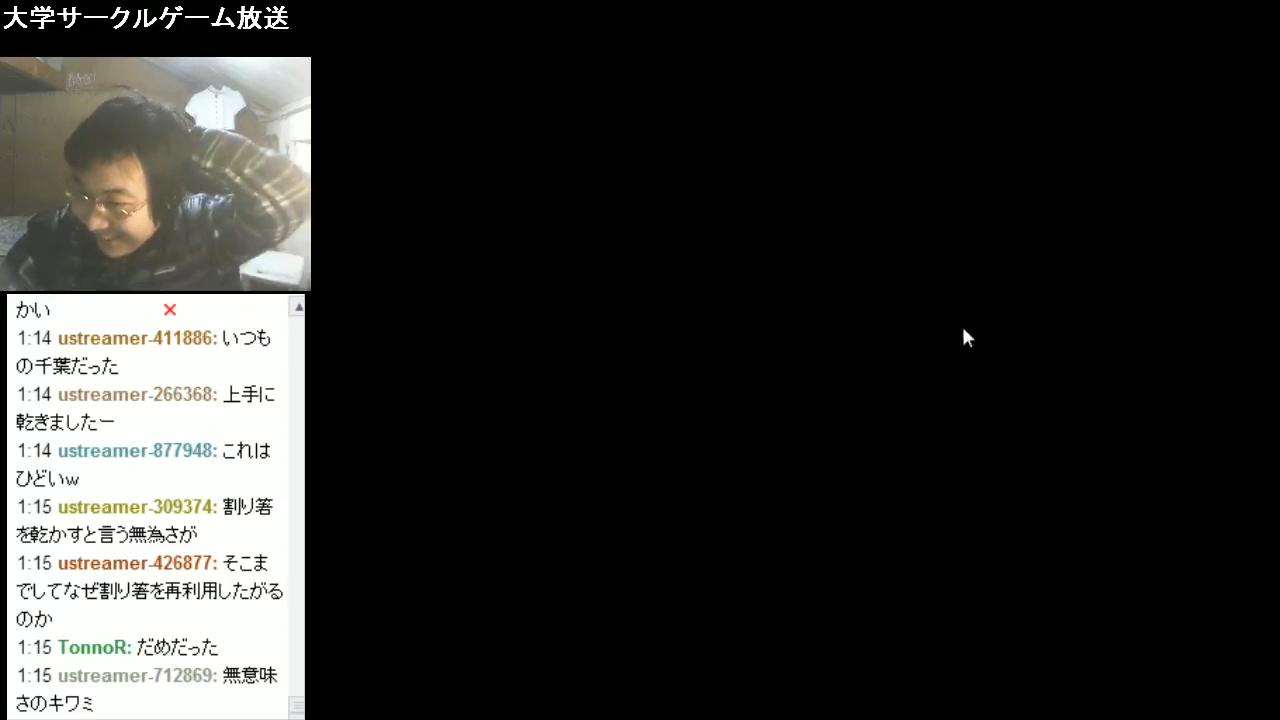 大学サークルゲーム放送
かい
1:14 ustreamer-411886: いつも
の千葉だった
1:14 ustreamer-266368: 上手に
乾きましたー
1:14 ustreamer-877948: これは
ひどいw
1:15 ustreamer-309374: 割り箸
を乾かすと言う無為さが
1:15 ustreamer-426877: そこま
でしてなぜ割り箸を再利用したがる
のか
1:15 TonnoR: だめだった
1:15 ustreamer-712869: 無意味
さのキワミ